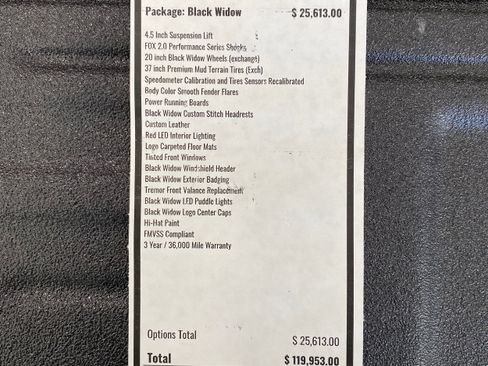 Package: Black Widow $ 25,613.00
4.5 Inch Suspension Lift
FOX 2.0 Performance Series Shocks
20 inch Black Widow Wheels (exchange)
37 inch Premium Mud Terrain Tires (Exch)
Speedometer Calibration and Tires Sensors Recalibrated
Body Color Smooth Fender Flares
Power Running Boards
Black Widow Custom Stitch Headrests
Custom Leather
Red LED Interior Lighting
Logo Carpeted Floor Mats
Tinted Front Windows
Black Widow Windshield Header
Black Widow Exterior Badging
Tremor Front Valance Replacement
Black Widow LED Puddle Lights
Black Widow Logo Center Caps
Hi-Hat Paint
FMVSS Compliant
3 Year / 36,000 Mile Warranty
Options Total $ 25,613.00
Total $ 119,953.00